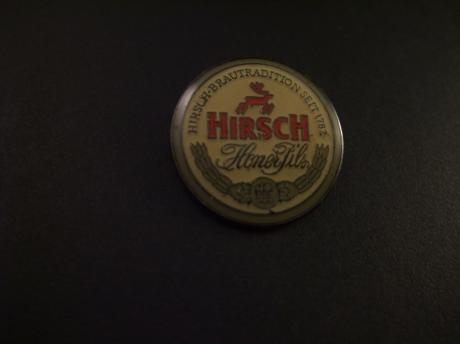 HIRSCH-BRAUTRADITION SEIT 1782
HIRSCH
Honer Pils